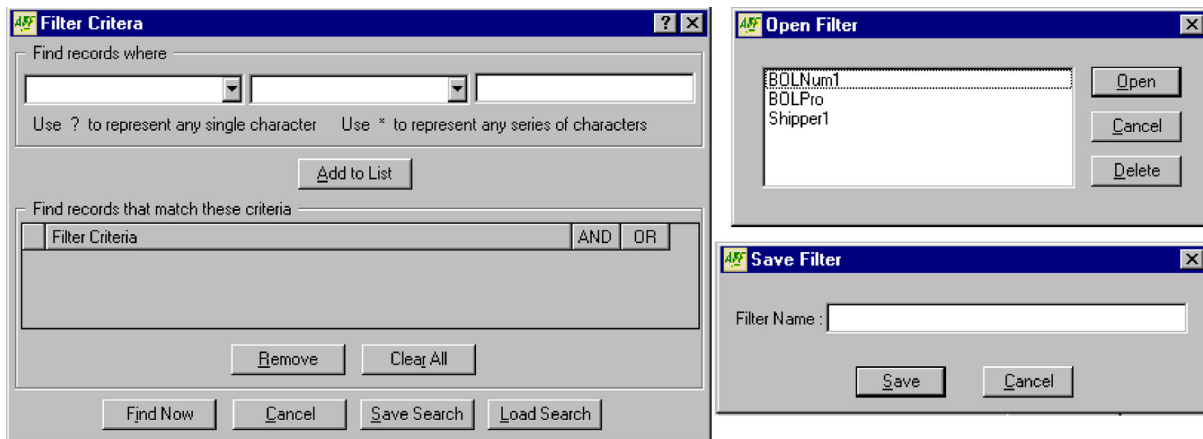 Filter Critera
Find records where
Use ? to represent any single character Use * to represent any series of characters
Add to List
Find records that match these criteria
Filter Criteria AND OR
Remove Clear All
Find Now Cancel Save Search Load Search
Open Filter
BOLNum1
BOLPro
Shipper1
Open
Cancel
Delete
Save Filter
Filter Name :
Save Cancel